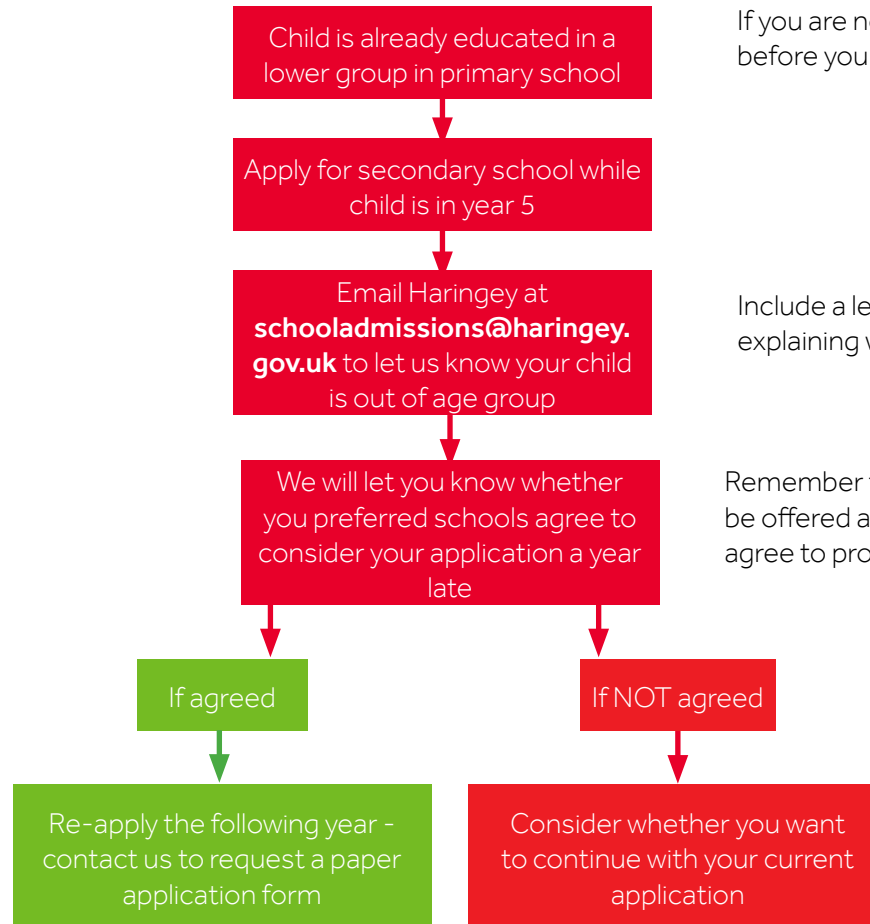 Child is already educated in a
lower group in primary school
If you are
before you
Apply for secondary school while
child is in year 5
Email Haringey at
schooladmissions@haringey.
gov.uk to let us know your child
is out of age group
Include a
explaining
We will let you know whether
you preferred schools agree to
consider your application a year
late
Remember
be offered
agree to
If agreed
If NOT agreed
Re-apply the following year -
contact us to request a paper
application form
Consider whether you want
to continue with your current
application